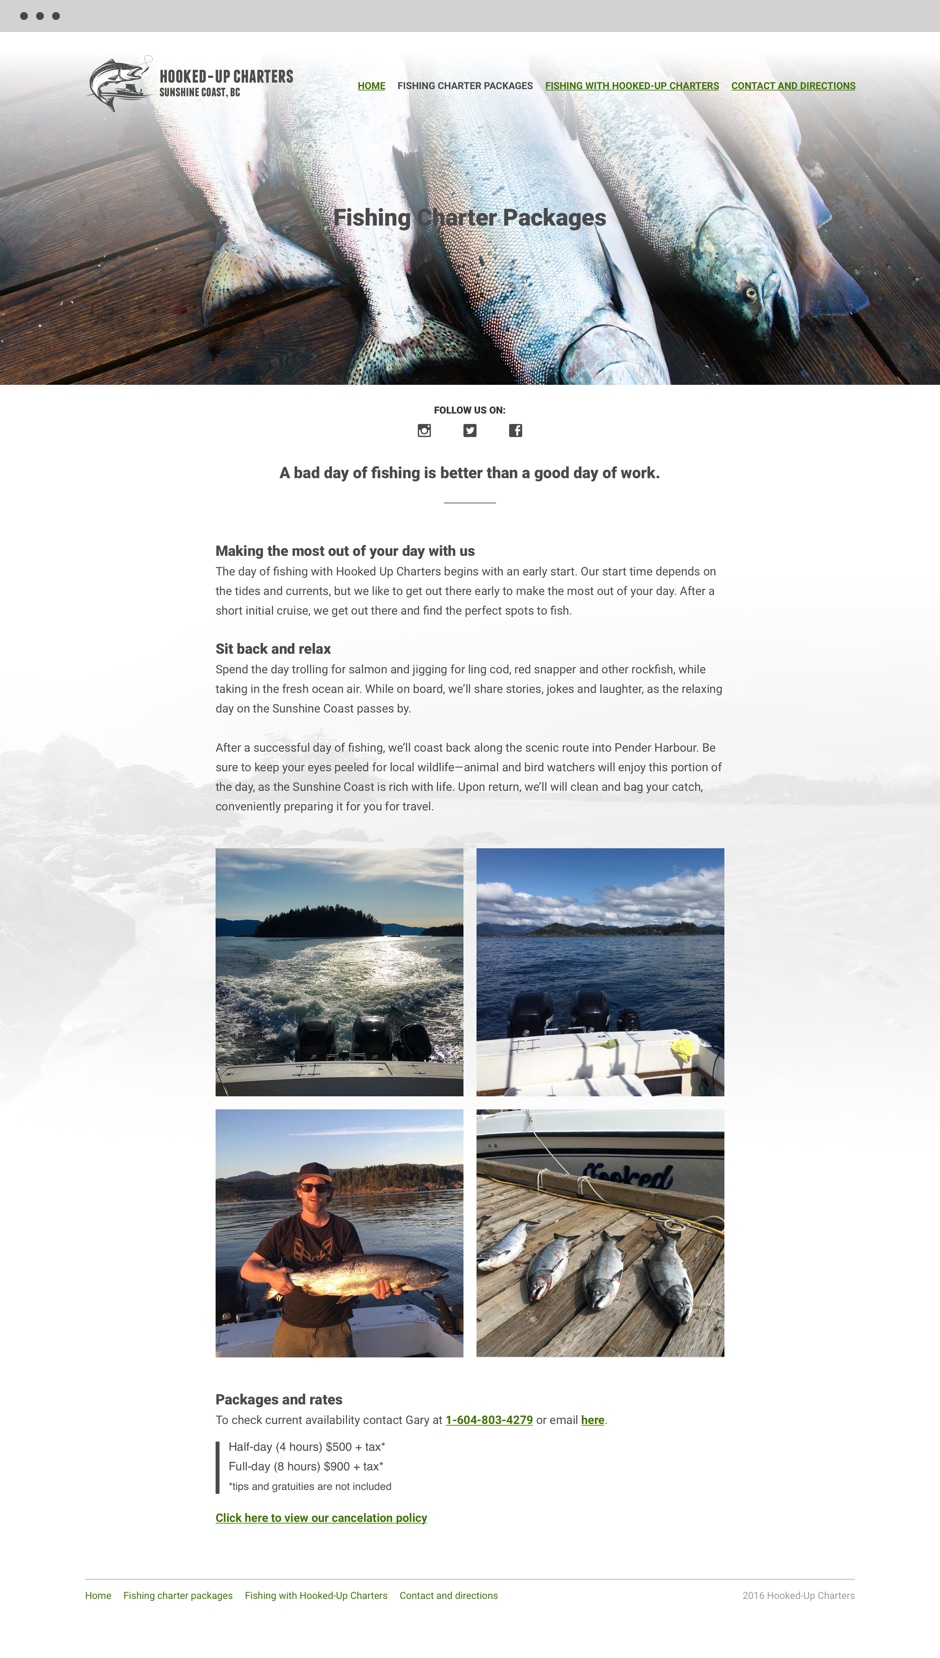 HOOKED-UP CHARTERS
SUNSHINE COAST, BC
HOME FISHING CHARTER PACKAGES FISHING WITH HOOKED-UP CHARTERS CONTACT AND DIRECTIONS
Fishing Charter Packages
FOLLOW US ON:
A bad day of fishing is better than a good day of work.
Making the most out of your day with us
The day of fishing with Hooked Up Charters begins with an early start. Our start time depends on
the tides and currents, but we like to get out there early to make the most out of your day. After a
short initial cruise, we get out there and find the perfect spots to fish.
Sit back and relax
Spend the day trolling for salmon and jigging for ling cod, red snapper and other rockfish, while
taking in the fresh ocean air. While on board, we'll share stories, jokes and laughter, as the relaxing
day on the Sunshine Coast passes by.
After a successful day of fishing, we'll coast back along the scenic route into Pender Harbour. Be
sure to keep your eyes peeled for local wildlife—animal and bird watchers will enjoy this portion of
the day, as the Sunshine Coast is rich with life. Upon return, we'll will clean and bag your catch,
conveniently preparing it for you for travel.
Hooked
Packages and rates
To check current availability contact Gary at 1-604-803-4279 or email here.
Half-day (4 hours) $500 + tax*
Full-day (8 hours) $900 + tax*
*tips and gratuities are not included
Click here to view our cancelation policy
Home Fishing charter packages Fishing with Hooked-Up Charters Contact and directions 2016 Hooked-Up Charters